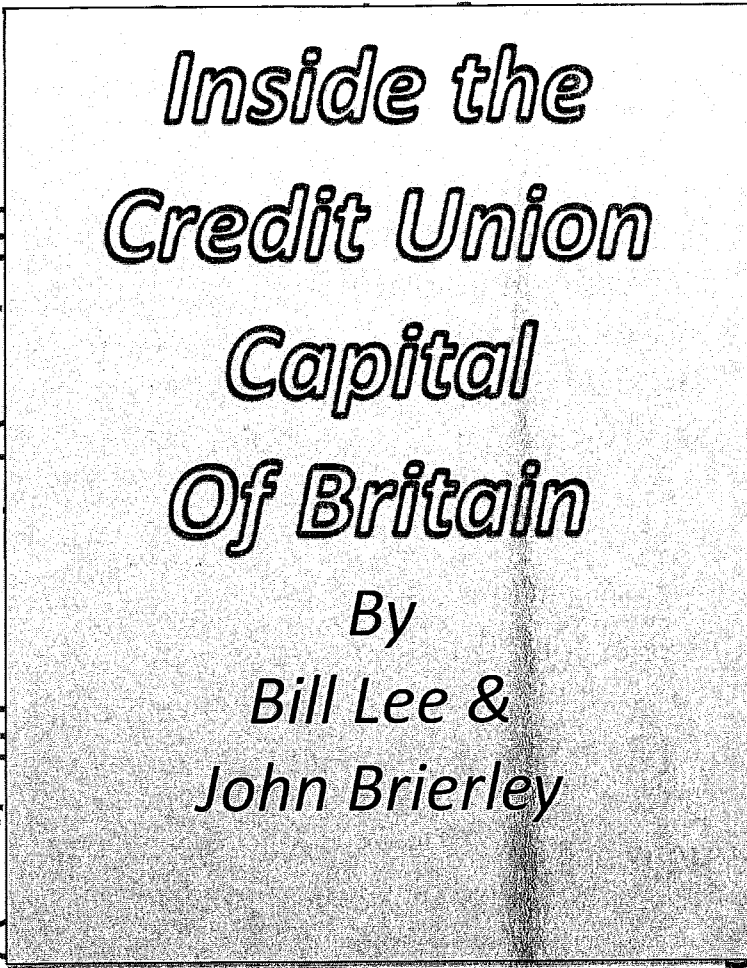 Inside the
Credit Union
Capital
Of Britain
By
Bill Lee &
John Brierley